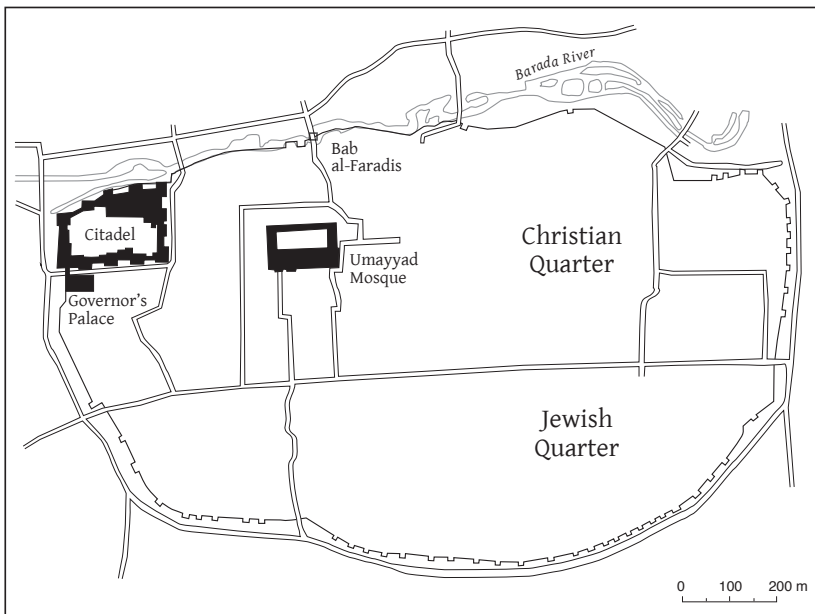 Barada River
Bab
al-Faradis
Citadel
Christian
Quarter
Umayyad
Mosque
Governor’s
Palace
Jewish
Quarter
0 100 200 m